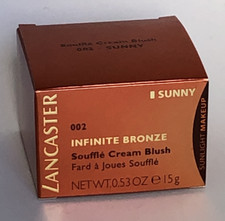 Soufflé Cream Blush
002 - SUNNY
SUNNY
LANCASTER
SUNLIGHT MAKEUP
002
INFINITE BRONZE
Soufflé Cream Blush
Fard à Joues Soufflé
NET WT. 0.53 OZ ℮ 15 g